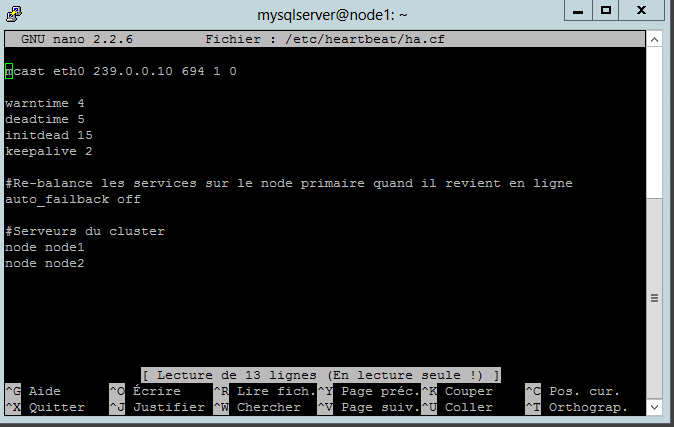 mysqlserver@node1: ~
GNU nano 2.2.6 Fichier : /etc/heartbeat/ha.cf
mcast eth0 239.0.0.10 694 1 0
warntime 4
deadtime 5
initdead 15
keepalive 2
#Re-balance les services sur le node primaire quand il revient en ligne
auto_failback off
#Serveurs du cluster
node node1
node node2
[ Lecture de 13 lignes (En lecture seule !) ]
^G Aide ^O Écrire ^R Lire fich. ^Y Page préc. ^K Couper ^C Pos. cur.
^X Quitter ^J Justifier ^W Chercher ^V Page suiv. ^U Coller ^T Orthograp.